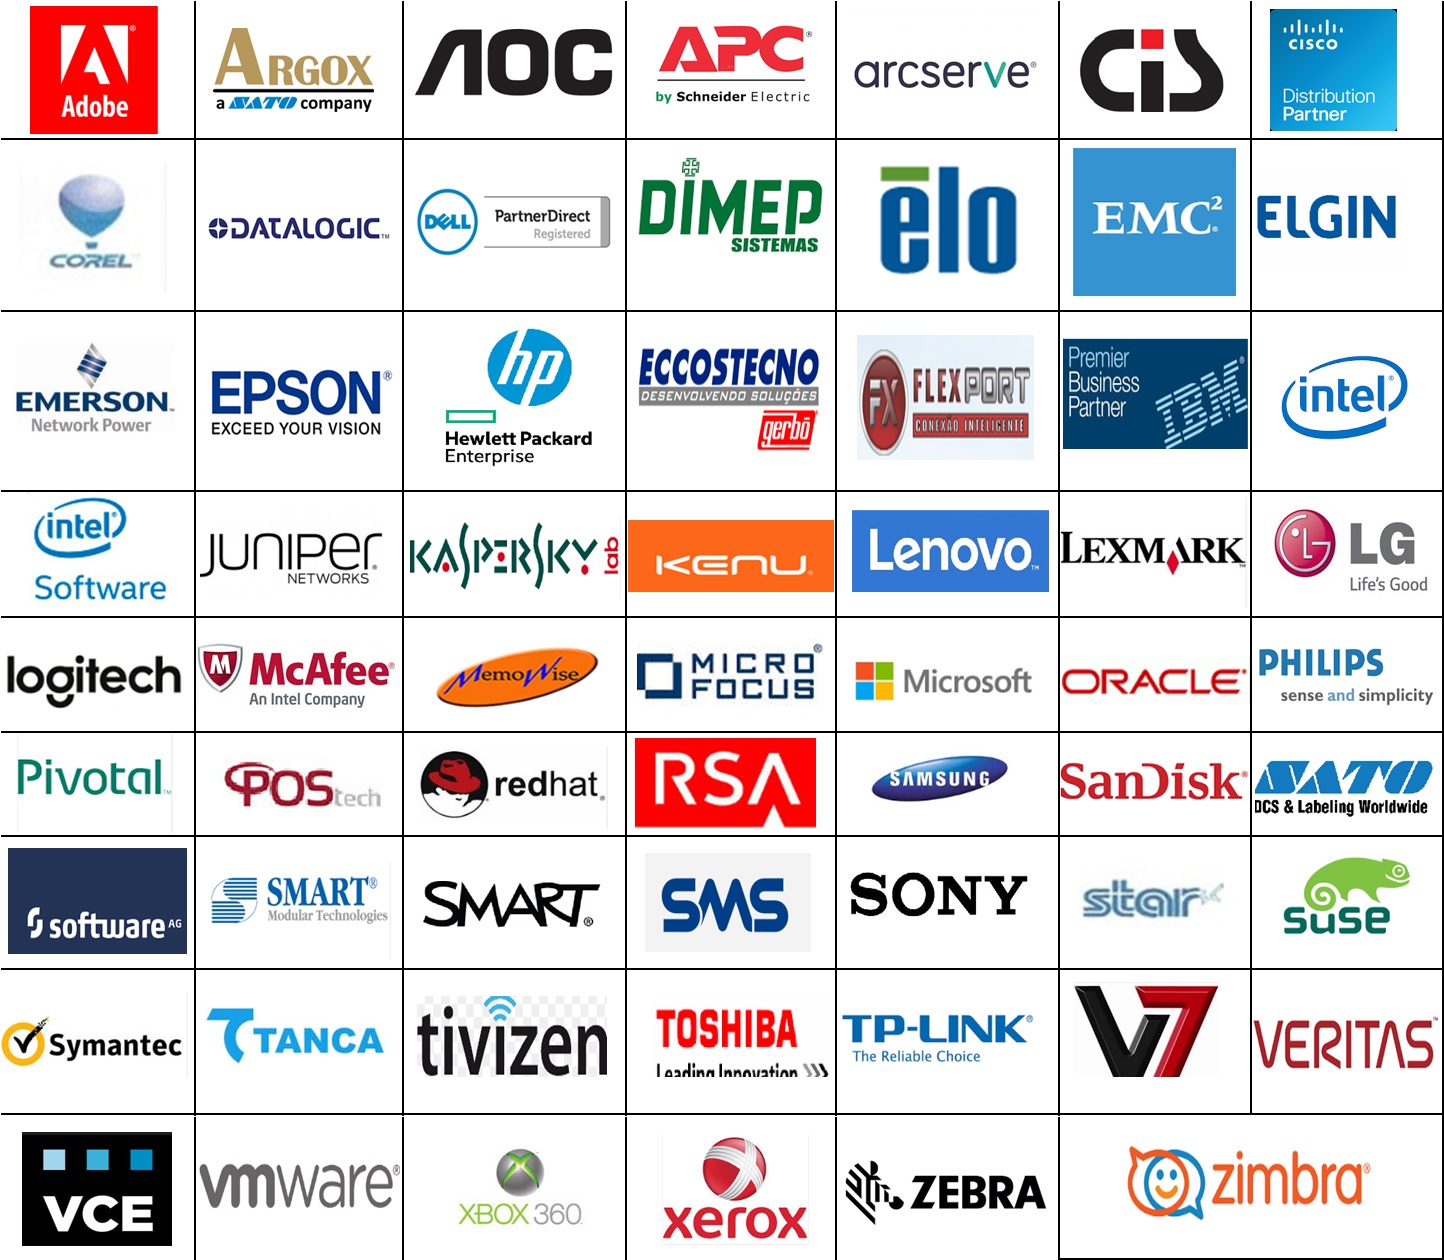 Adobe
ARGOX
a SATO company
AOC
APC
by Schneider Electric
arcserve
CIS
CISCO
Distribution
Partner
COREL
DATALOGIC
DELL
PartnerDirect
Registered
DIMEP
SISTEMAS
elo
EMC²
ELGIN
EMERSON
Network Power
EPSON
EXCEED YOUR VISION
hp
Hewlett Packard
Enterprise
ECCOSTECNO
DESENVOLVENDO SOLUÇÕES
gerbô
FX FLEXPORT
CONEXÃO INTELIGENTE
Premier
Business
Partner
IBM
intel
intel
Software
JUNIPER
NETWORKS
KASPERSKY lab
KENU
Lenovo
LEXMARK
LG
Life's Good
logitech
McAfee
An Intel Company
MemoWise
MICRO
FOCUS
Microsoft
ORACLE
PHILIPS
sense and simplicity
Pivotal
POStech
redhat
RSA
SAMSUNG
SanDisk
SATO
DCS & Labeling Worldwide
software AG
SMART
Modular Technologies
SMART
SMS
SONY
star
SUSE
Symantec
TANCA
tivizen
TOSHIBA
Leading Innovation
TP-LINK
The Reliable Choice
V7
VERITAS
VCE
vmware
XBOX 360
xerox
ZEBRA
zimbra